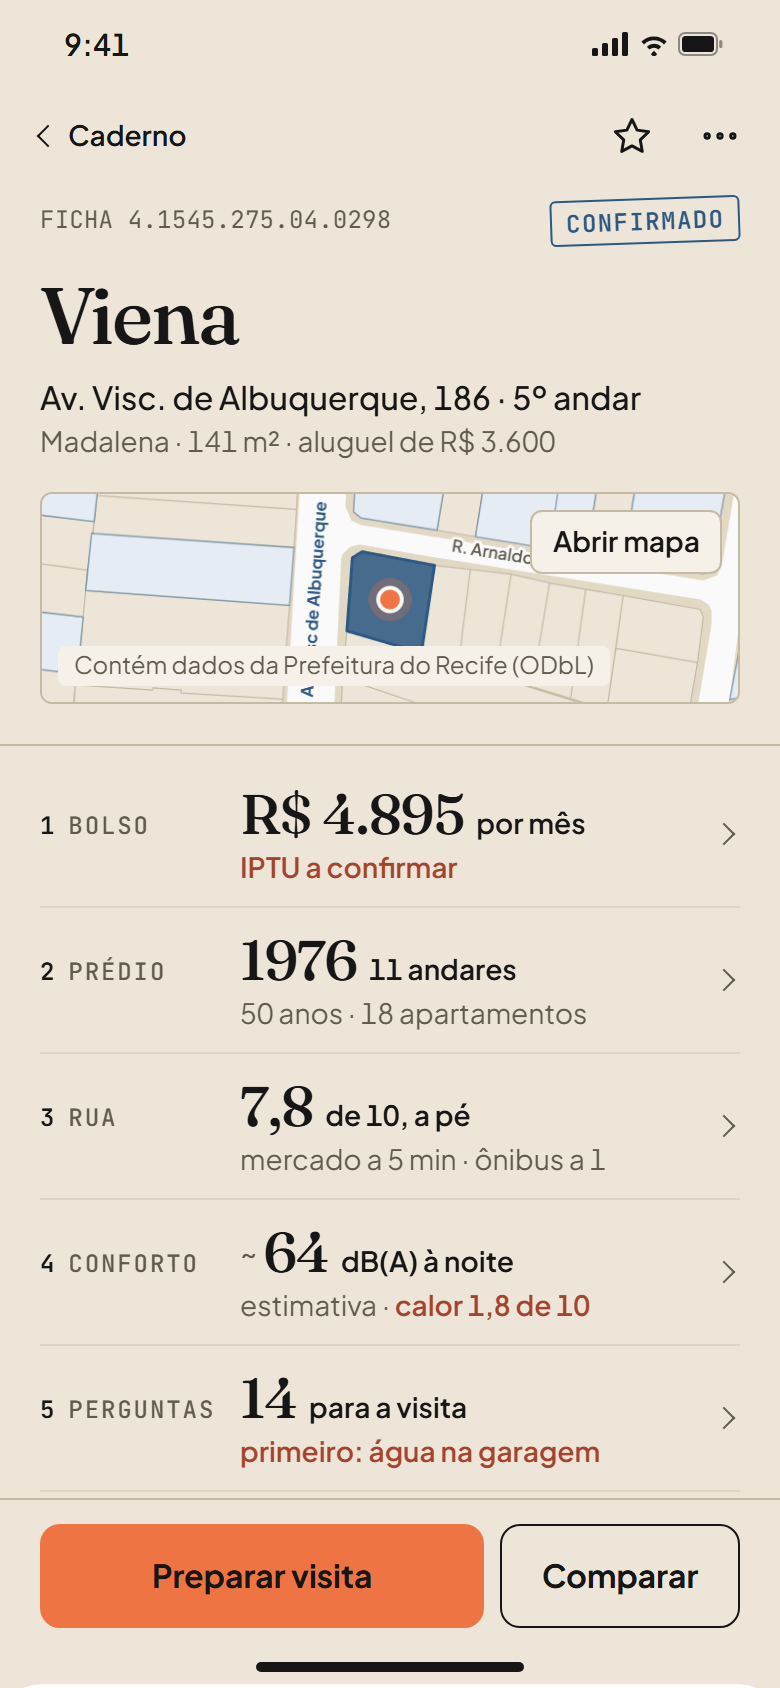 9:41
Caderno
FICHA 4.1545.275.04.0298
CONFIRMADO
Viena
Av. Visc. de Albuquerque, 186 · 5º andar
Madalena · 141 m² · aluguel de R$ 3.600
sc de Albuquerque
R. Arnaldo
Abrir mapa
Contém dados da Prefeitura do Recife (ODbL)
A
1 BOLSO
R$ 4.895 por mês
IPTU a confirmar
2 PRÉDIO
1976 11 andares
50 anos · 18 apartamentos
3 RUA
7,8 de 10, a pé
mercado a 5 min · ônibus a 1
4 CONFORTO
~64 dB(A) à noite
estimativa · calor 1,8 de 10
5 PERGUNTAS
14 para a visita
primeiro: água na garagem
Preparar visita
Comparar